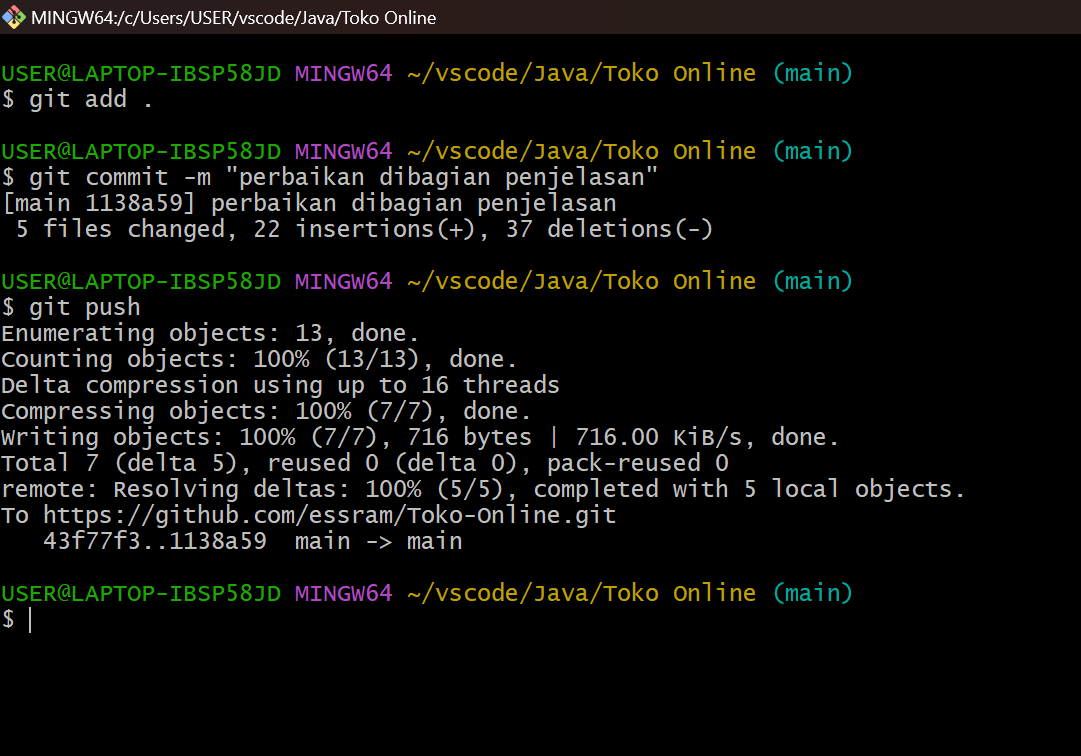 MINGW64:/c/Users/USER/vscode/Java/Toko Online
USER@LAPTOP-IBSP58JD MINGW64 ~/vscode/Java/Toko Online (main)
$ git add .
USER@LAPTOP-IBSP58JD MINGW64 ~/vscode/Java/Toko Online (main)
$ git commit -m "perbaikan dibagian penjelasan"
[main 1138a59] perbaikan dibagian penjelasan
 5 files changed, 22 insertions(+), 37 deletions(-)
USER@LAPTOP-IBSP58JD MINGW64 ~/vscode/Java/Toko Online (main)
$ git push
Enumerating objects: 13, done.
Counting objects: 100% (13/13), done.
Delta compression using up to 16 threads
Compressing objects: 100% (7/7), done.
Writing objects: 100% (7/7), 716 bytes | 716.00 KiB/s, done.
Total 7 (delta 5), reused 0 (delta 0), pack-reused 0
remote: Resolving deltas: 100% (5/5), completed with 5 local objects.
To https://github.com/essram/Toko-Online.git
   43f77f3..1138a59  main -> main
USER@LAPTOP-IBSP58JD MINGW64 ~/vscode/Java/Toko Online (main)
$